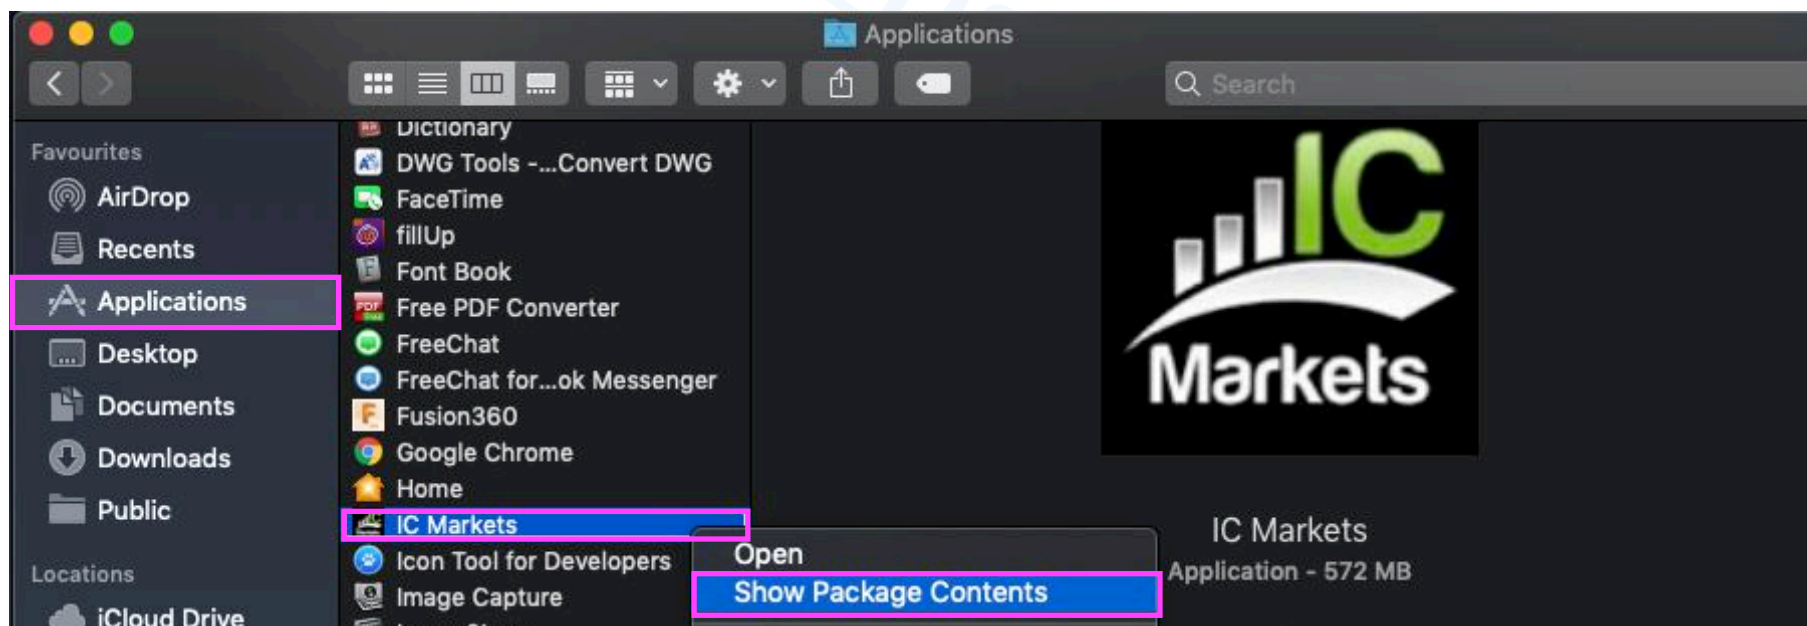 Applications
Search
Favourites
AirDrop
Recents
Applications
Desktop
Documents
Downloads
Public
Locations
iCloud Drive
Dictionary
DWG Tools -...Convert DWG
FaceTime
fillUp
Font Book
Free PDF Converter
FreeChat
FreeChat for...ok Messenger
Fusion360
Google Chrome
Home
IC Markets
Icon Tool for Developers
Image Capture
Open
Show Package Contents
IC
Markets
IC Markets
Application - 572 MB